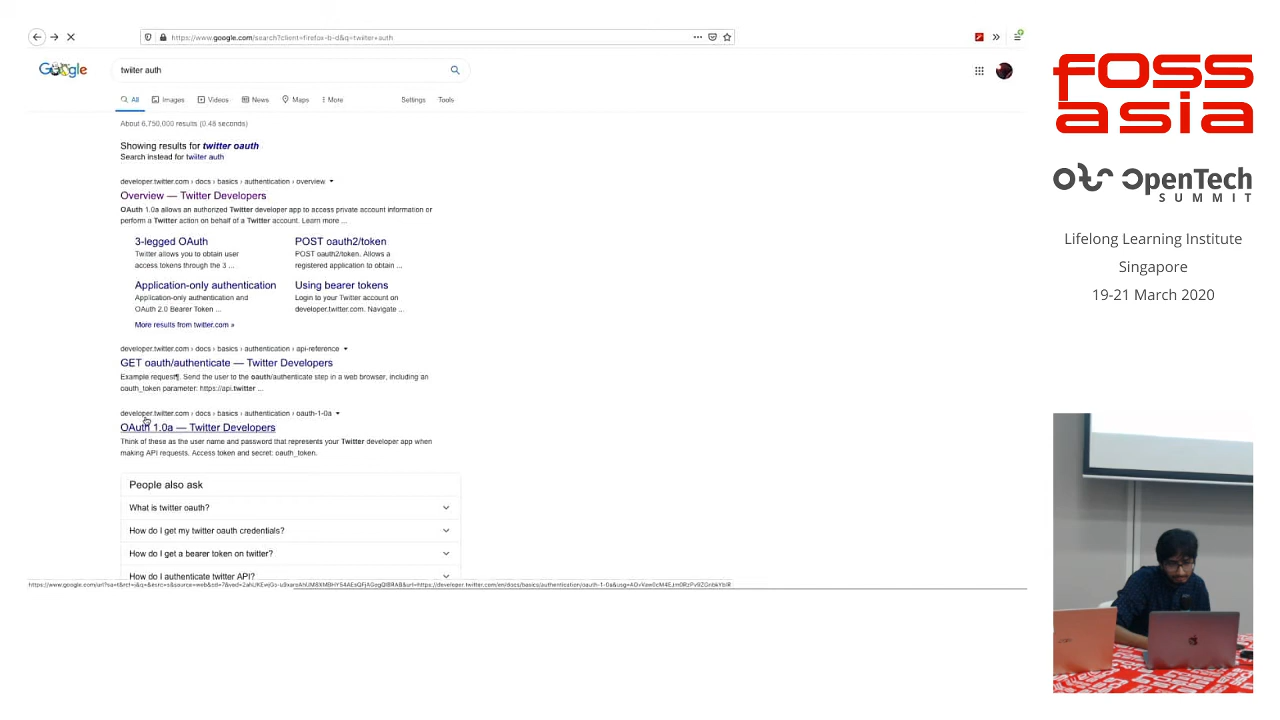 https://www.google.com/search?client=firefox-b-d&q=twiiter+auth
Google
twiiter auth
All
Images
Videos
News
Maps
More
Settings
Tools
About 6,750,000 results (0.48 seconds)
Showing results for twitter oauth
Search instead for twiiter auth
developer.twitter.com › docs › basics › authentication › overview
Overview — Twitter Developers
OAuth 1.0a allows an authorized Twitter developer app to access private account information or
perform a Twitter action on behalf of a Twitter account. Learn more ...
3-legged OAuth
Twitter allows you to obtain user
access tokens through the 3 ...
POST oauth2/token
POST oauth2/token. Allows a
registered application to obtain ...
Application-only authentication
Application-only authentication and
OAuth 2.0 Bearer Token ...
Using bearer tokens
Login to your Twitter account on
developer.twitter.com. Navigate ...
More results from twitter.com »
developer.twitter.com › docs › basics › authentication › api-reference
GET oauth/authenticate — Twitter Developers
Example request¶. Send the user to the oauth/authenticate step in a web browser, including an
oauth_token parameter: https://api.twitter ...
developer.twitter.com › docs › basics › authentication › oauth-1-0a
OAuth 1.0a — Twitter Developers
Think of these as the user name and password that represents your Twitter developer app when
making API requests. Access token and secret: oauth_token.
People also ask
What is twitter oauth?
How do I get my twitter oauth credentials?
How do I get a bearer token on twitter?
How do I authenticate twitter API?
foss
asia
OpenTech
SUMMIT
Lifelong Learning Institute
Singapore
19-21 March 2020